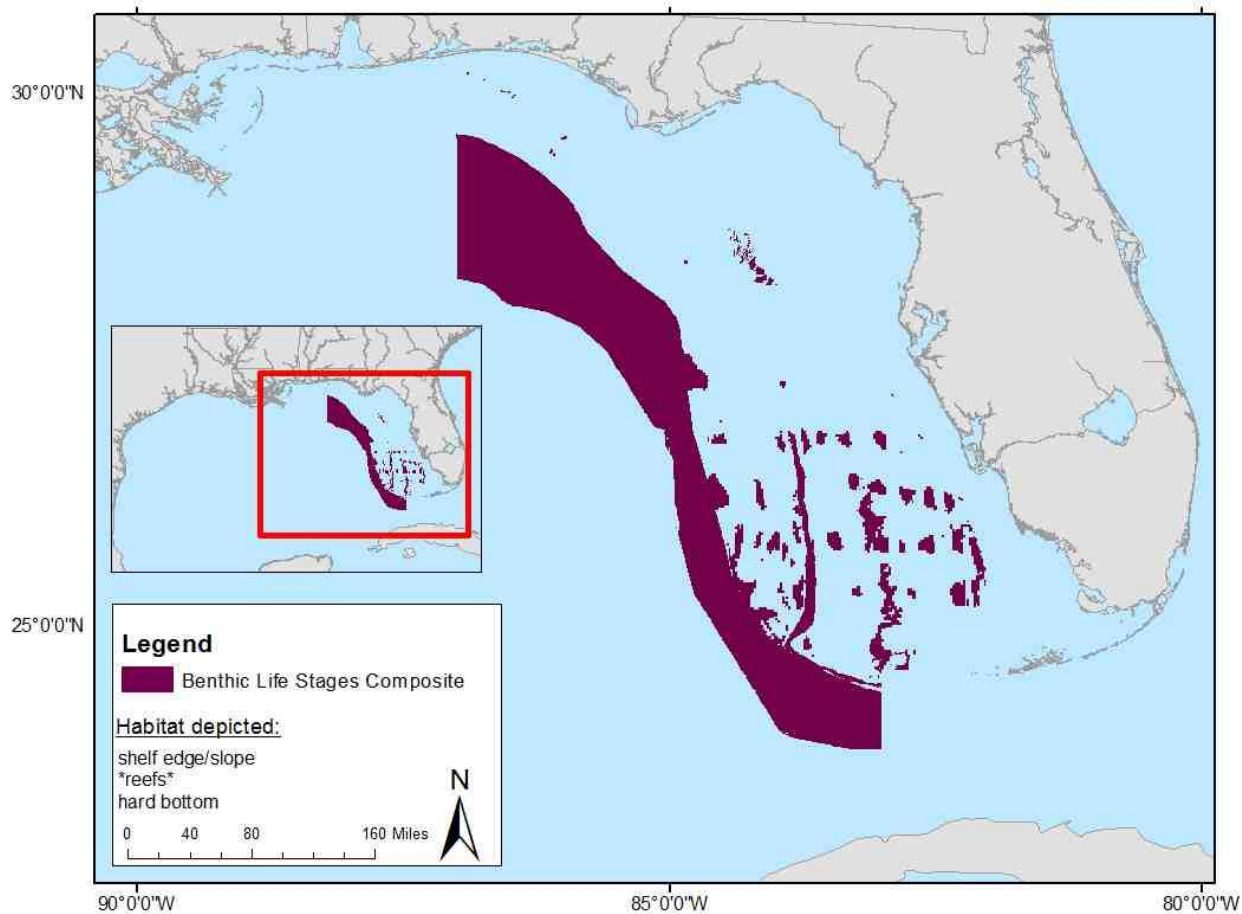 30°0'0"N
25°0'0"N
Legend
Benthic Life Stages Composite
Habitat depicted:
shelf edge/slope
*reefs*
hard bottom
N
0 40 80 160 Miles
90°0'0"W 85°0'0"W 80°0'0"W